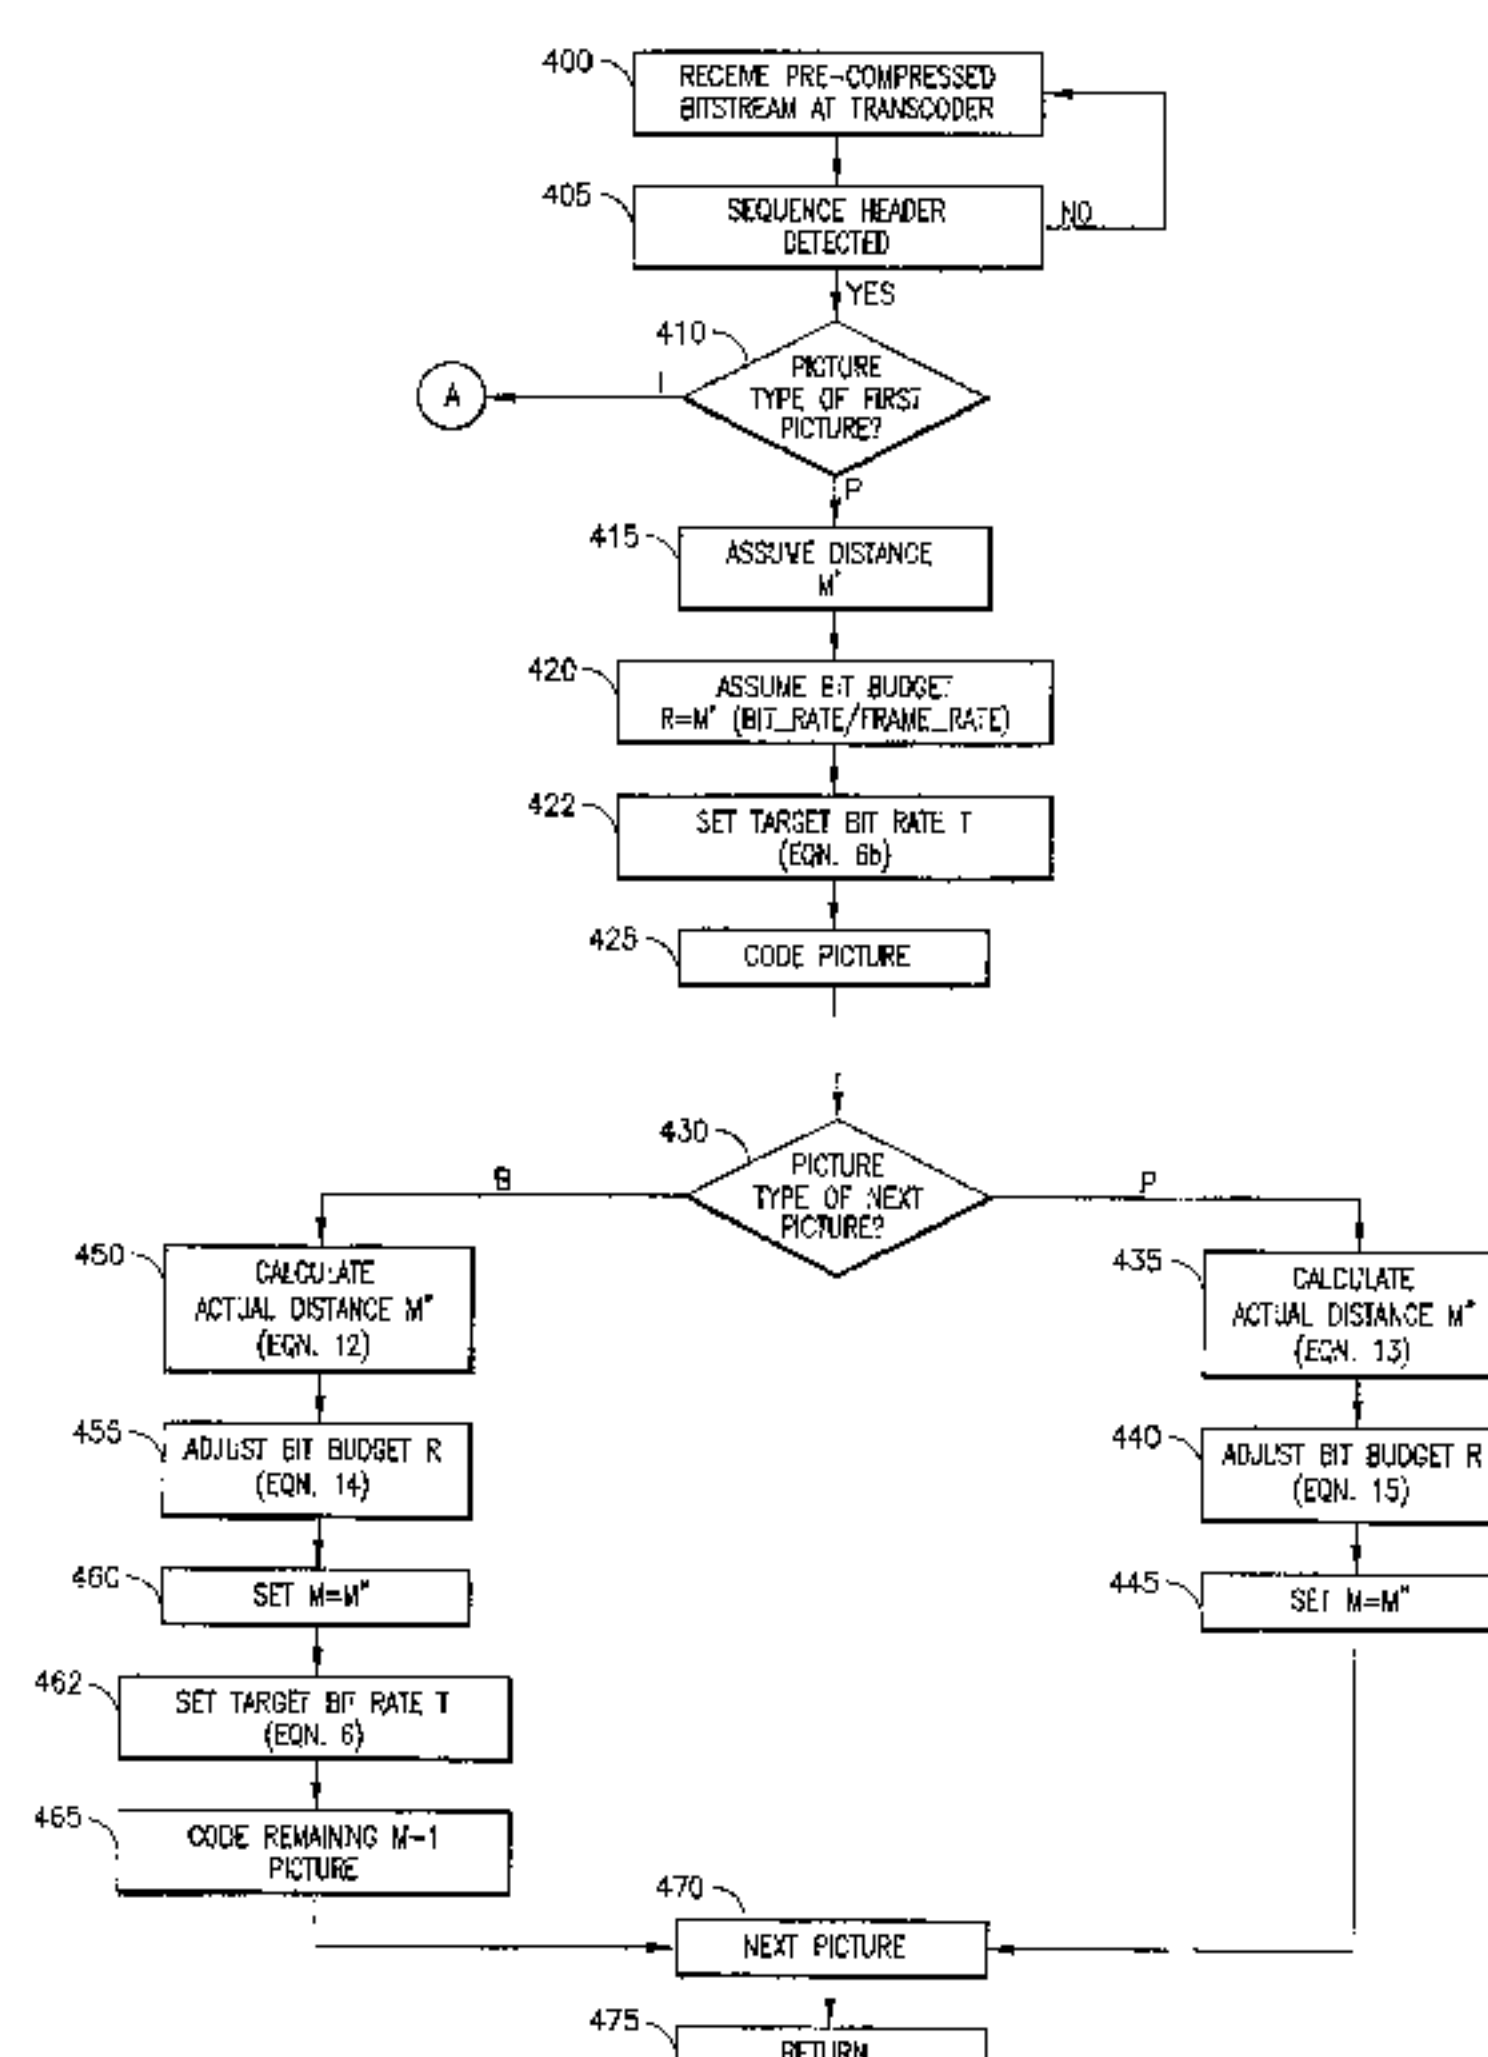 400
RECEIVE PRE-COMPRESSED
BITSTREAM AT TRANSCODER
405
SEQUENCE HEADER
DETECTED
NO
YES
410
PICTURE
TYPE OF FIRST
PICTURE?
I
A
P
415
ASSUME DISTANCE
M'
420
ASSUME BIT BUDGET
R=M' (BIT_RATE/FRAME_RATE)
422
SET TARGET BIT RATE T
(EQN. 6b)
425
CODE PICTURE
430
PICTURE
TYPE OF NEXT
PICTURE?
B
P
450
CALCULATE
ACTUAL DISTANCE M"
(EQN. 12)
435
CALCULATE
ACTUAL DISTANCE M"
(EQN. 13)
455
ADJUST BIT BUDGET R
(EQN. 14)
440
ADJUST BIT BUDGET R
(EQN. 15)
460
SET M=M"
445
SET M=M"
462
SET TARGET BIT RATE T
(EQN. 6)
465
CODE REMAINNG M-1
PICTURE
470
NEXT PICTURE
475
RETURN